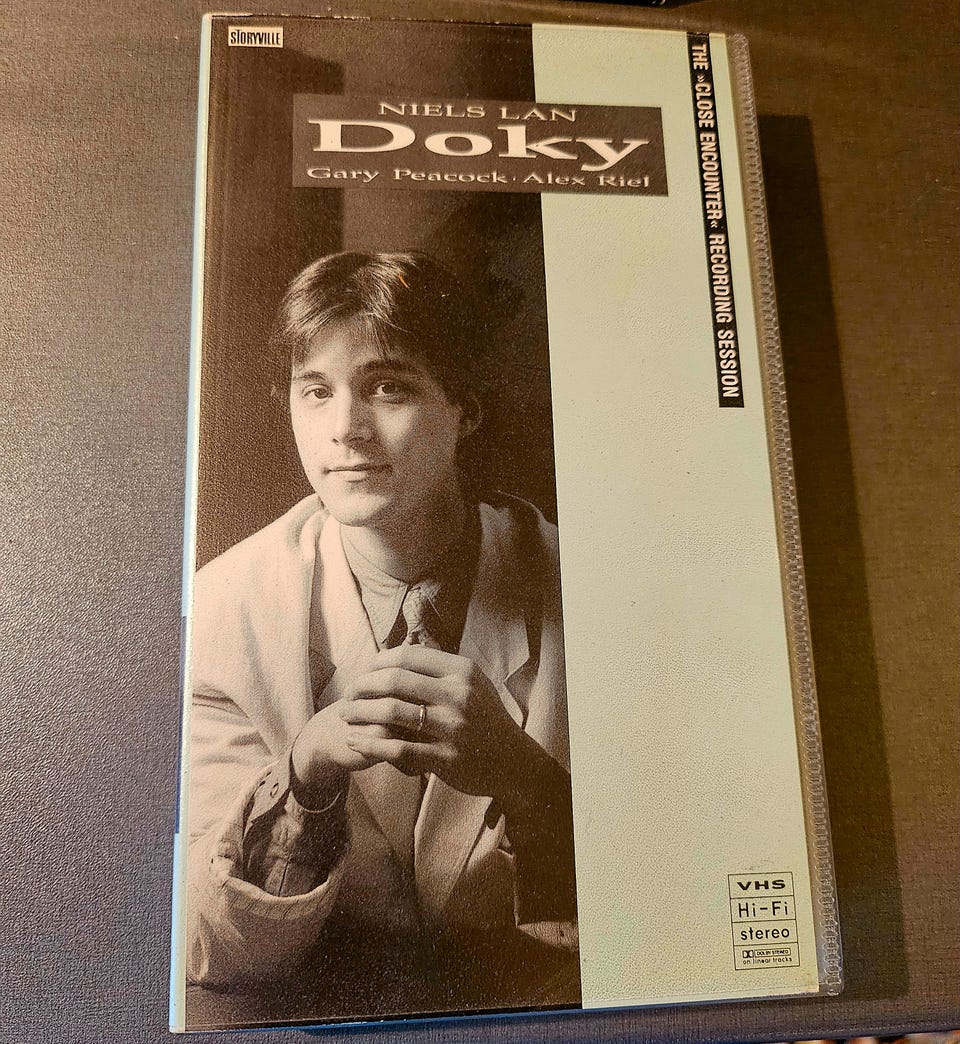 STORYVILLE
NIELS LAN
Doky
Gary Peacock · Alex Riel
THE »CLOSE ENCOUNTER« RECORDING SESSION
VHS
Hi-Fi
stereo
DOLBY STEREO
on linear tracks